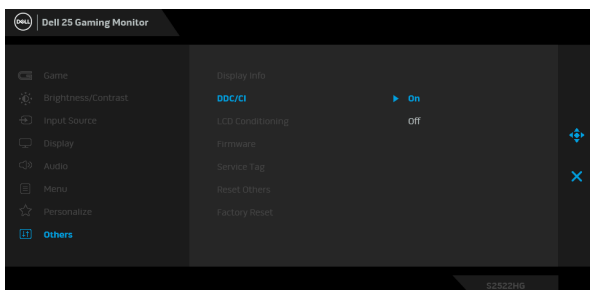 DELL Dell 25 Gaming Monitor
Game
Display Info
Brightness/Contrast
DDC/CI On
Input Source
LCD Conditioning Off
Display
Firmware
Audio
Service Tag
Menu
Reset Others
Personalize
Factory Reset
Others
S2522HG